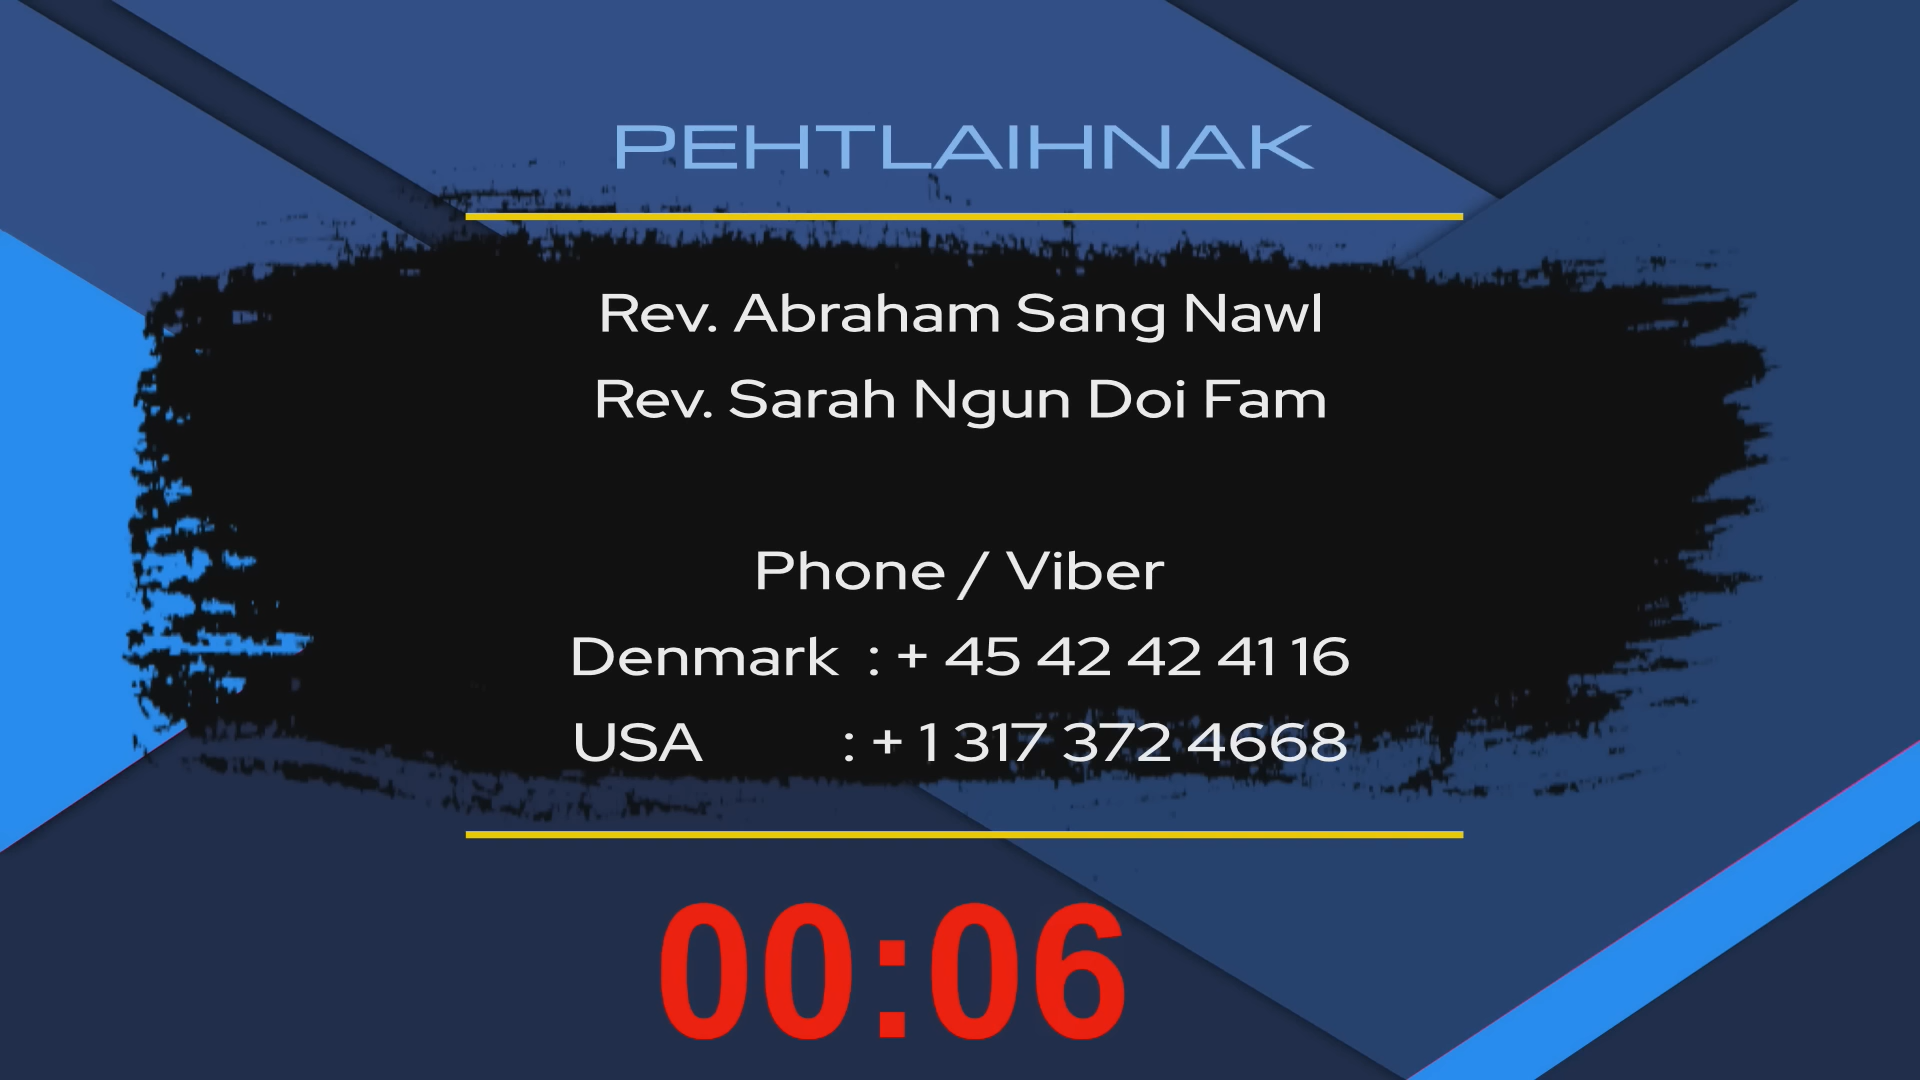 PEHTLAIHNAK
Rev. Abraham Sang Nawl
Rev. Sarah Ngun Doi Fam
Phone / Viber
Denmark : + 45 42 42 41 16
USA : + 1 317 372 4668
00:06